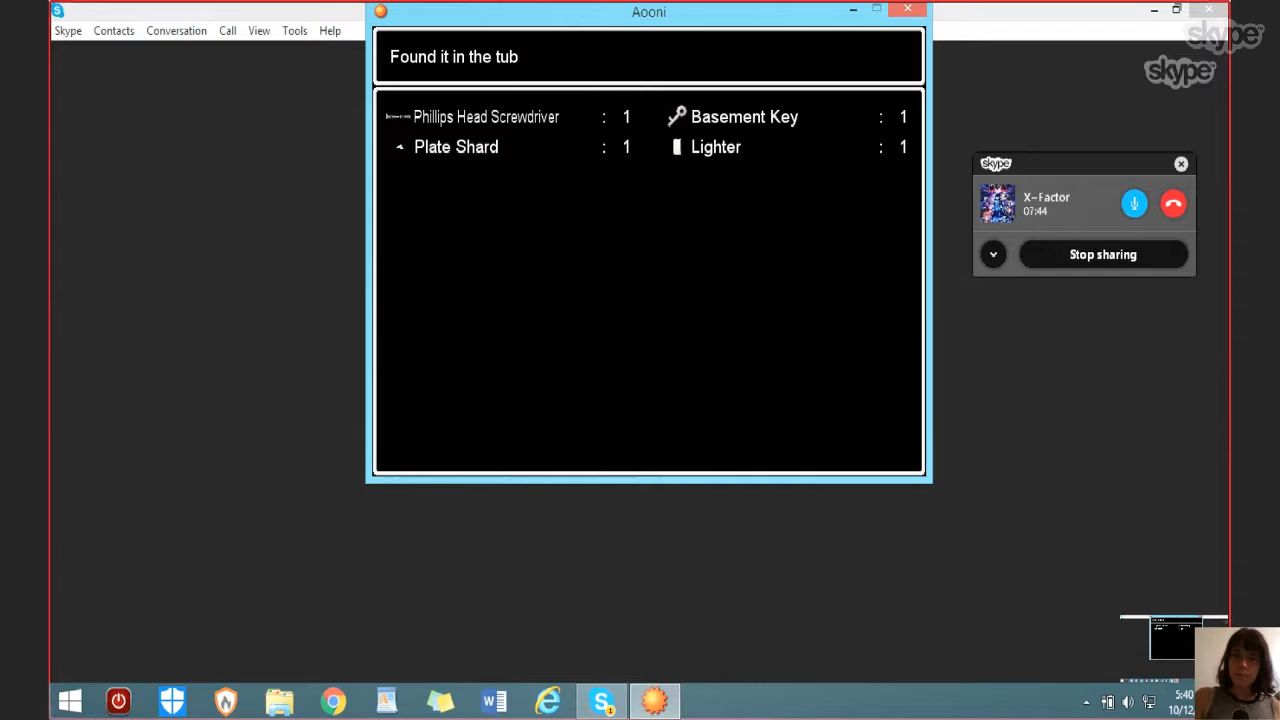 skype
skype
Skype Contacts Conversation Call View Tools Help
Aooni
Found it in the tub
Phillips Head Screwdriver : 1 Basement Key : 1
Plate Shard : 1 Lighter : 1
skype
X~Factor
07:44
Stop sharing
5:40
10/12,